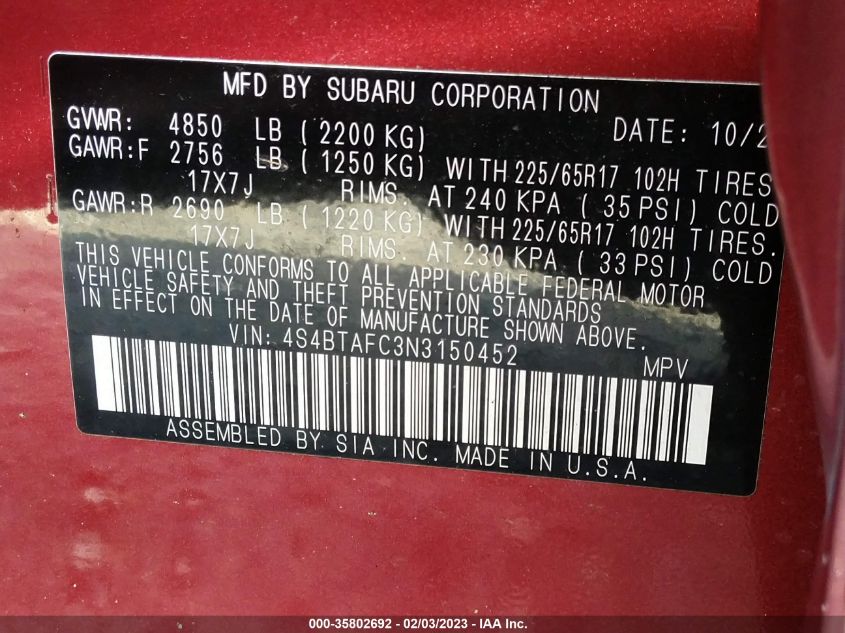 MFD BY SUBARU CORPORATION
GVWR: 4850 LB ( 2200 KG) DATE: 10/2
GAWR:F 2756 LB ( 1250 KG) WITH 225/65R17 102H TIRES
17X7J RIMS. AT 240 KPA ( 35 PSI) COLD
GAWR:R 2690 LB ( 1220 KG) WITH 225/65R17 102H TIRES.
17X7J RIMS. AT 230 KPA ( 33 PSI) COLD
THIS VEHICLE CONFORMS TO ALL APPLICABLE FEDERAL MOTOR
VEHICLE SAFETY AND THEFT PREVENTION STANDARDS
IN EFFECT ON THE DATE OF MANUFACTURE SHOWN ABOVE.
VIN: 4S4BTAFC3N3150452 MPV
ASSEMBLED BY SIA INC. MADE IN U.S.A.
000-35802692 - 02/03/2023 - IAA Inc.